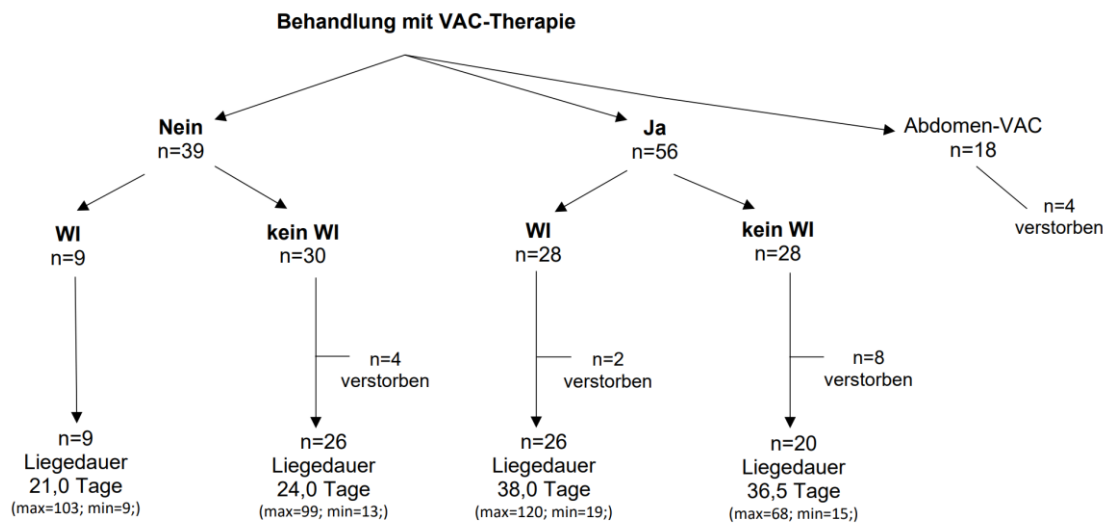 Behandlung mit VAC-Therapie
Nein
n=39
Ja
n=56
Abdomen-VAC
n=18
n=4
verstorben
WI
n=9
kein WI
n=30
WI
n=28
kein WI
n=28
n=4
verstorben
n=2
verstorben
n=8
verstorben
n=9
Liegedauer
21,0 Tage
(max=103; min=9;)
n=26
Liegedauer
24,0 Tage
(max=99; min=13;)
n=26
Liegedauer
38,0 Tage
(max=120; min=19;)
n=20
Liegedauer
36,5 Tage
(max=68; min=15;)